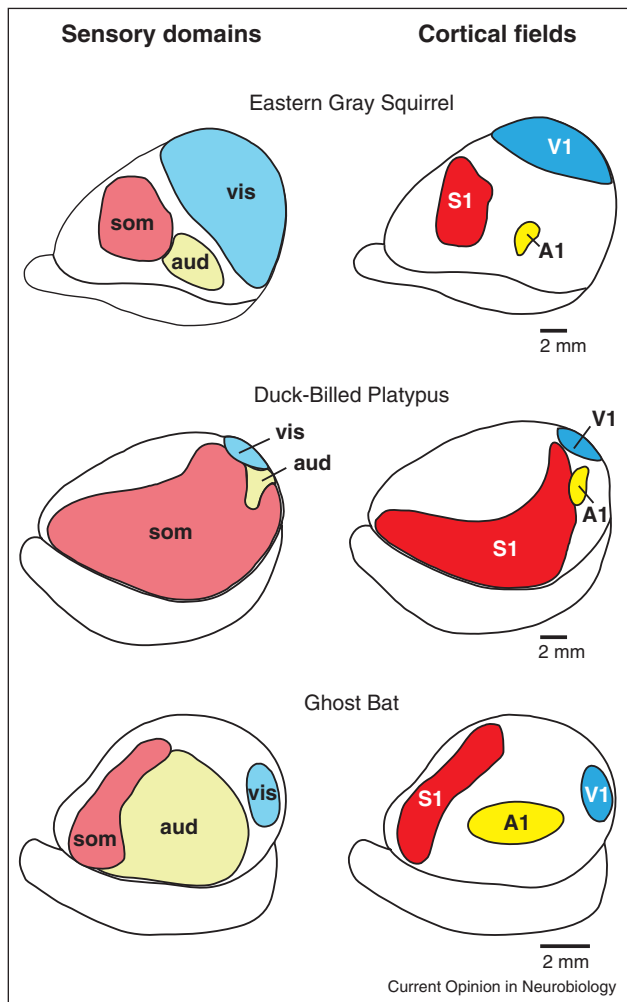 Sensory domains Cortical fields
Eastern Gray Squirrel
som
vis
aud
S1
V1
A1
2 mm
Duck-Billed Platypus
vis
aud
som
V1
A1
S1
2 mm
Ghost Bat
som
aud
vis
S1
A1
V1
2 mm
Current Opinion in Neurobiology